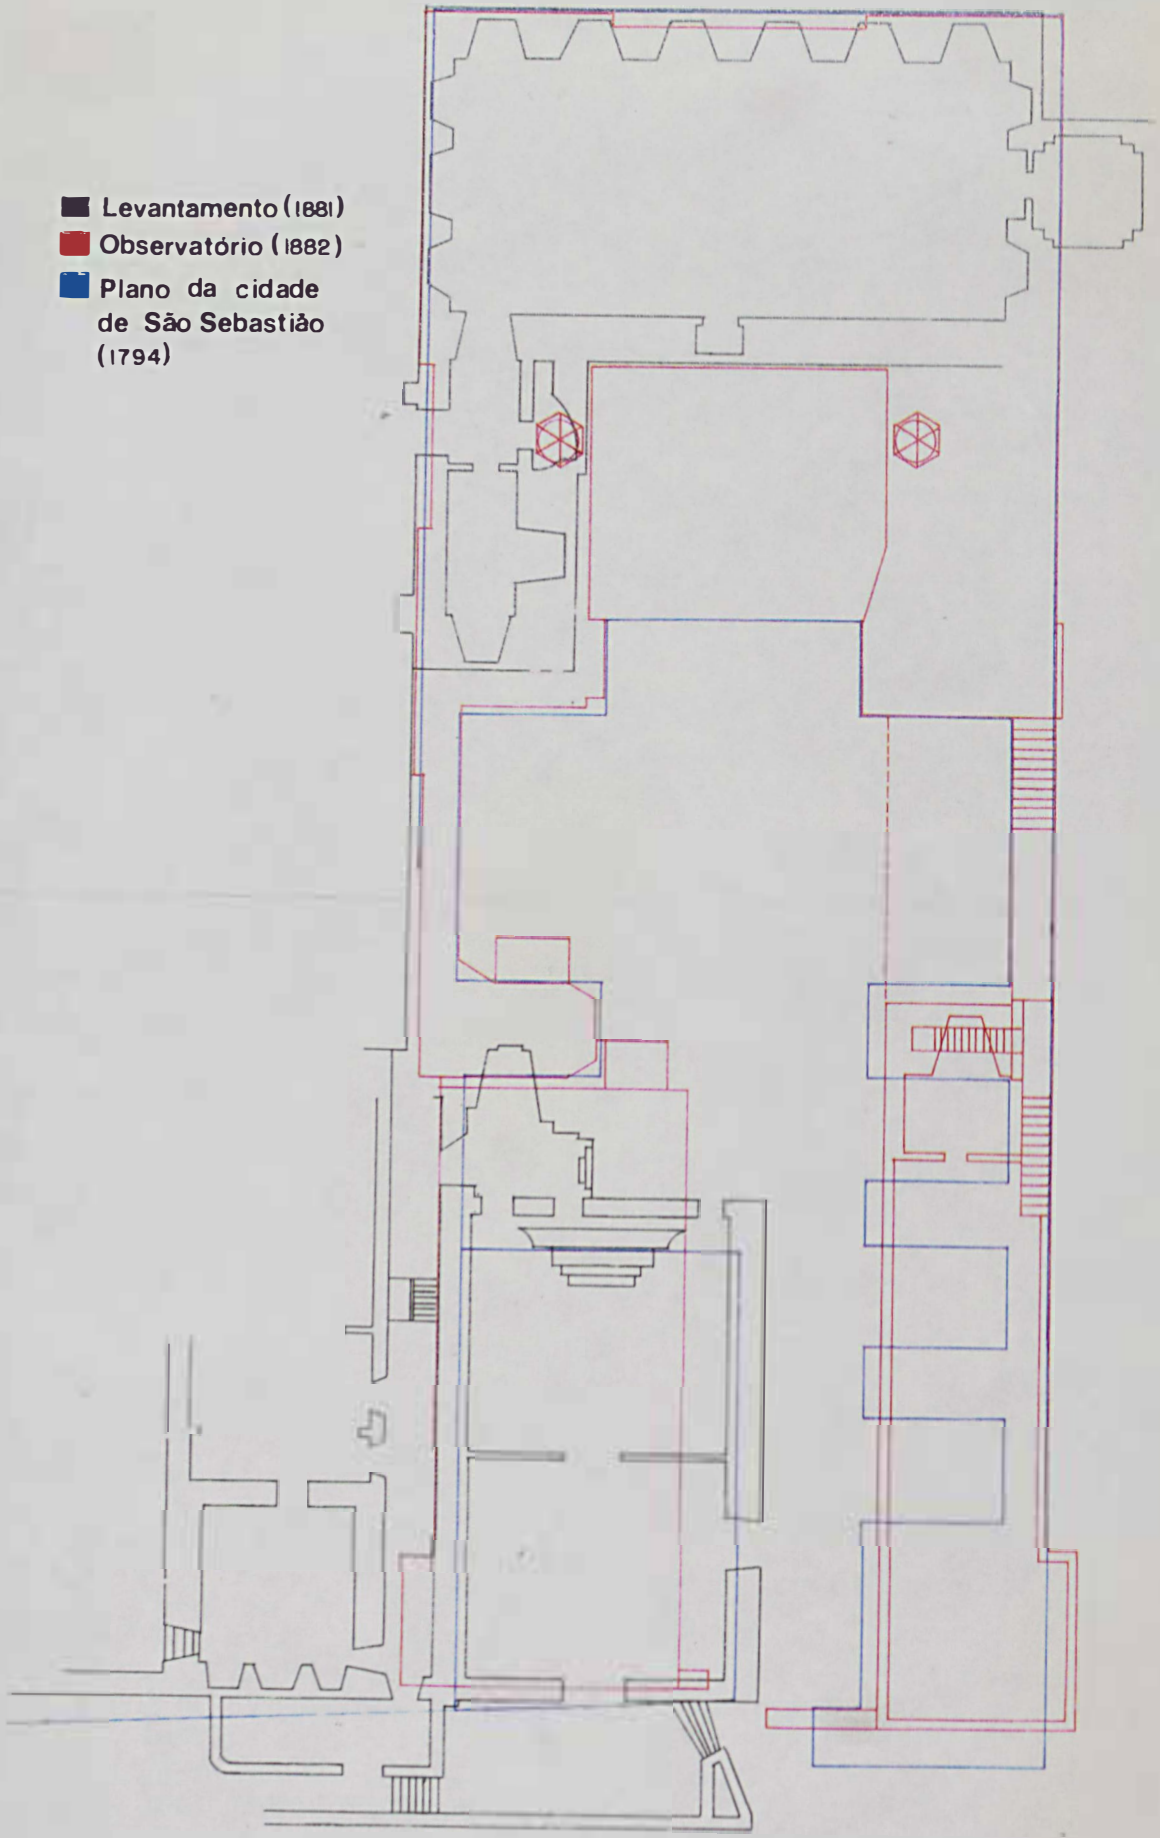 Levantamento (1881)
Observatório (1882)
Plano da cidade
de São Sebastião
(1794)